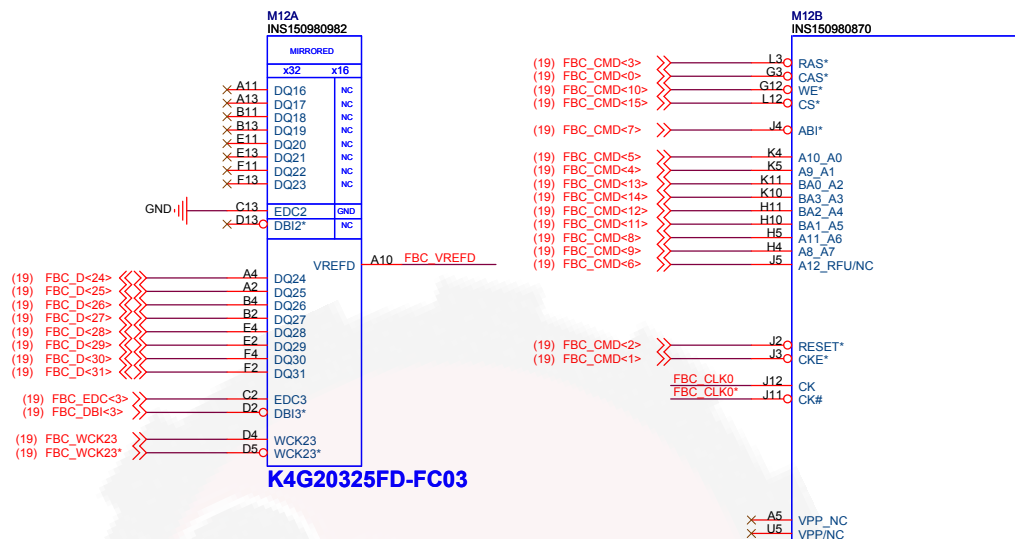 M12A
INS150980982
MIRRORED
x32 x16
A11 DQ16 NC
A13 DQ17 NC
B11 DQ18 NC
B13 DQ19 NC
E11 DQ20 NC
E13 DQ21 NC
F11 DQ22 NC
F13 DQ23 NC
GND C13 EDC2 GND
D13 DBI2* NC
VREFD A10 FBC_VREFD
(19) FBC_D<24> A4 DQ24
(19) FBC_D<25> A2 DQ25
(19) FBC_D<26> B4 DQ26
(19) FBC_D<27> B2 DQ27
(19) FBC_D<28> E4 DQ28
(19) FBC_D<29> E2 DQ29
(19) FBC_D<30> F4 DQ30
(19) FBC_D<31> F2 DQ31
(19) FBC_EDC<3> C2 EDC3
(19) FBC_DBI<3> D2 DBI3*
(19) FBC_WCK23 D4 WCK23
(19) FBC_WCK23* D5 WCK23*
K4G20325FD-FC03
M12B
INS150980870
(19) FBC_CMD<3> L3 RAS*
(19) FBC_CMD<0> G3 CAS*
(19) FBC_CMD<10> G12 WE*
(19) FBC_CMD<15> L12 CS*
(19) FBC_CMD<7> J4 ABI*
(19) FBC_CMD<5> K4 A10_A0
(19) FBC_CMD<4> K5 A9_A1
(19) FBC_CMD<13> K11 BA0_A2
(19) FBC_CMD<14> K10 BA3_A3
(19) FBC_CMD<12> H11 BA2_A4
(19) FBC_CMD<11> H10 BA1_A5
(19) FBC_CMD<8> H5 A11_A6
(19) FBC_CMD<9> H4 A8_A7
(19) FBC_CMD<6> J5 A12_RFU/NC
(19) FBC_CMD<2> J2 RESET*
(19) FBC_CMD<1> J3 CKE*
FBC_CLK0 J12 CK
FBC_CLK0* J11 CK#
A5 VPP_NC
U5 VPP/NC